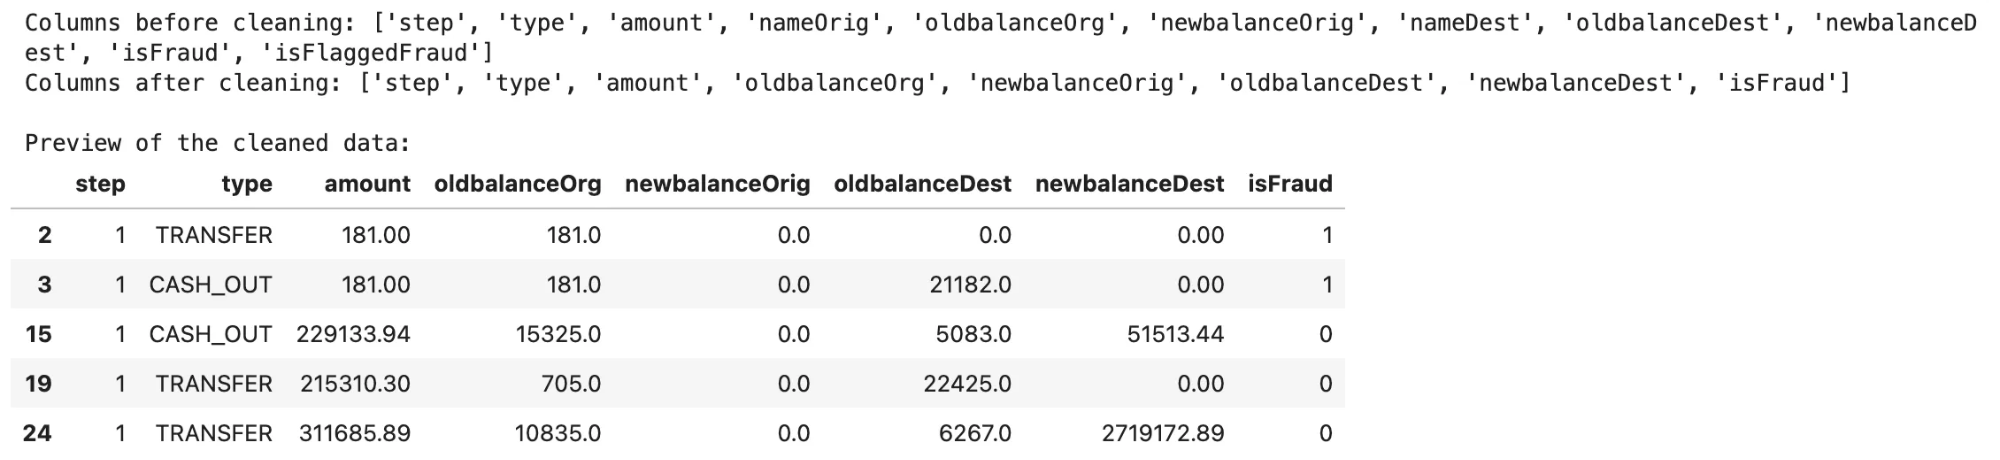 Columns before cleaning: ['step', 'type', 'amount', 'nameOrig', 'oldbalanceOrg', 'newbalanceOrig', 'nameDest', 'oldbalanceDest', 'newbalanceD
est', 'isFraud', 'isFlaggedFraud']
Columns after cleaning: ['step', 'type', 'amount', 'oldbalanceOrg', 'newbalanceOrig', 'oldbalanceDest', 'newbalanceDest', 'isFraud']
Preview of the cleaned data:
step type amount oldbalanceOrg newbalanceOrig oldbalanceDest newbalanceDest isFraud
2 1 TRANSFER 181.00 181.0 0.0 0.0 0.00 1
3 1 CASH_OUT 181.00 181.0 0.0 21182.0 0.00 1
15 1 CASH_OUT 229133.94 15325.0 0.0 5083.0 51513.44 0
19 1 TRANSFER 215310.30 705.0 0.0 22425.0 0.00 0
24 1 TRANSFER 311685.89 10835.0 0.0 6267.0 2719172.89 0